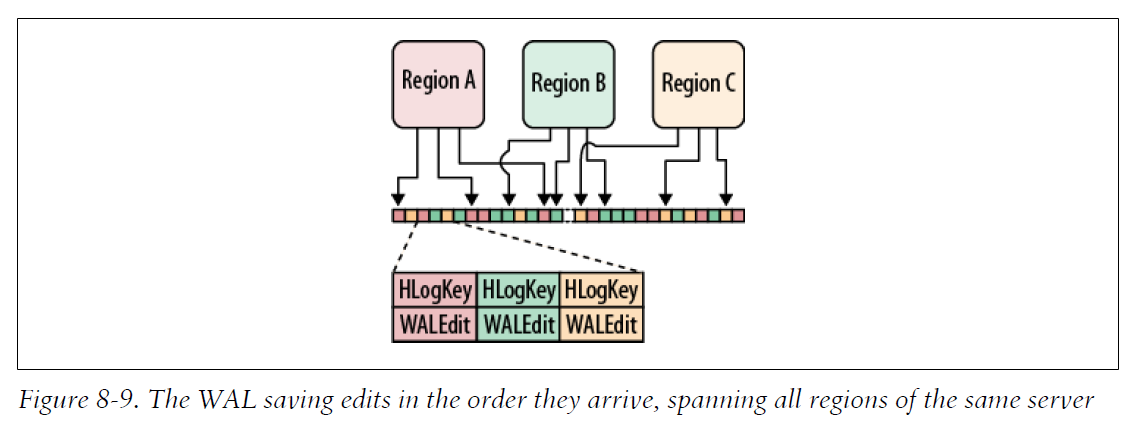 Region A
Region B
Region C
HLogKey HLogKey HLogKey
WALEdit WALEdit WALEdit
Figure 8-9. The WAL saving edits in the order they arrive, spanning all regions of the same server